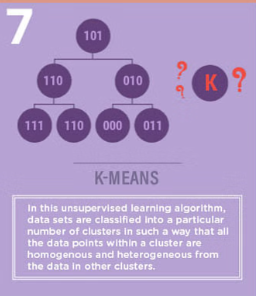 7
101
110 010 ? K ?
?
111 110 000 011
K-MEANS
In this unsupervised learning algorithm,
data sets are classified into a particular
number of clusters in such a way that all
the data points within a cluster are
homogenous and heterogeneous from
the data in other clusters.